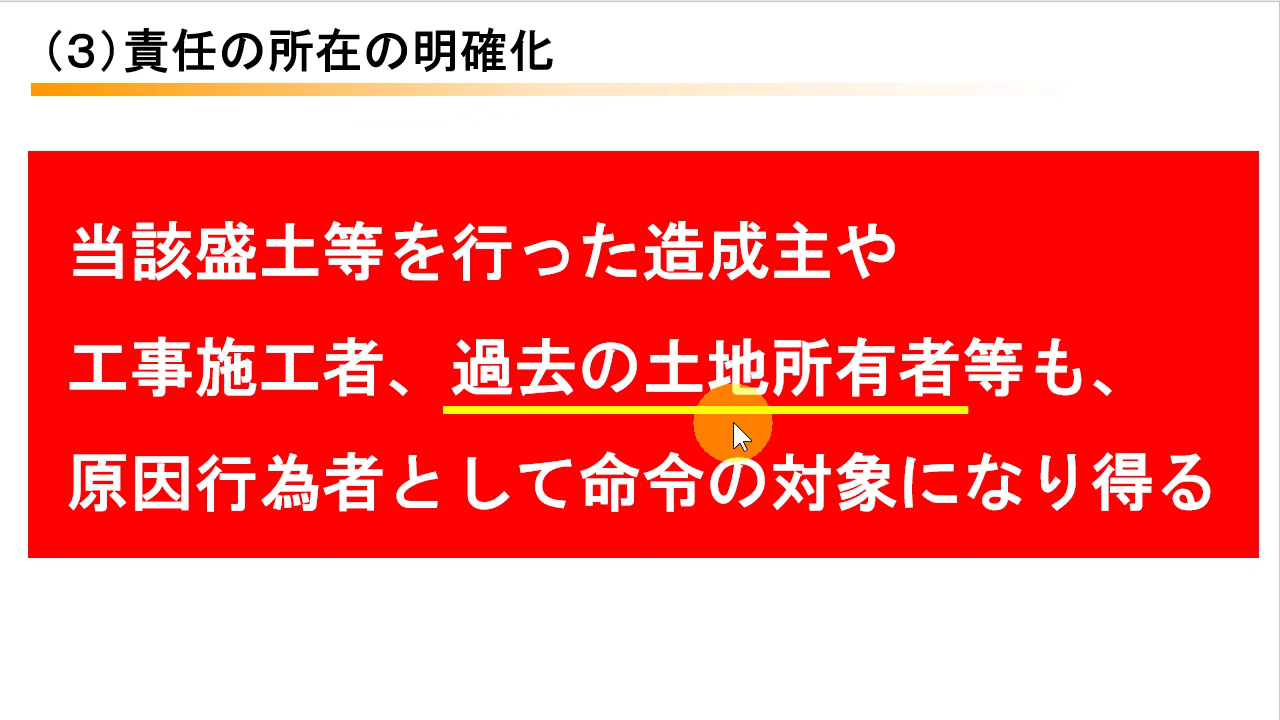 （3）責任の所在の明確化
当該盛土等を行った造成主や
工事施工者、過去の土地所有者等も、
原因行為者として命令の対象になり得る